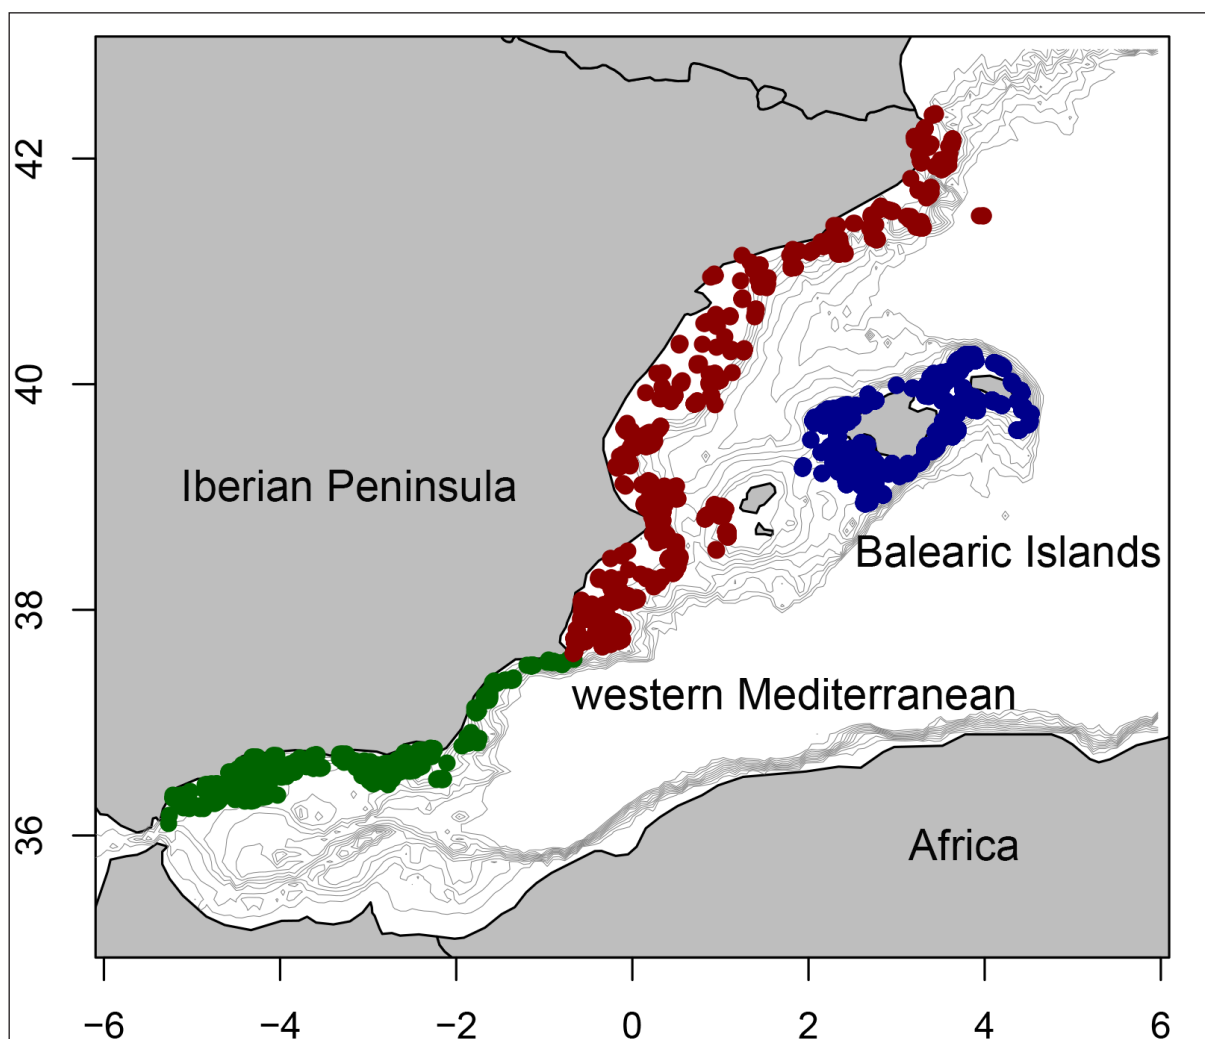 42
40
Iberian Peninsula
Balearic Islands
38
western Mediterranean
36
Africa
−6 −4 −2 0 2 4 6